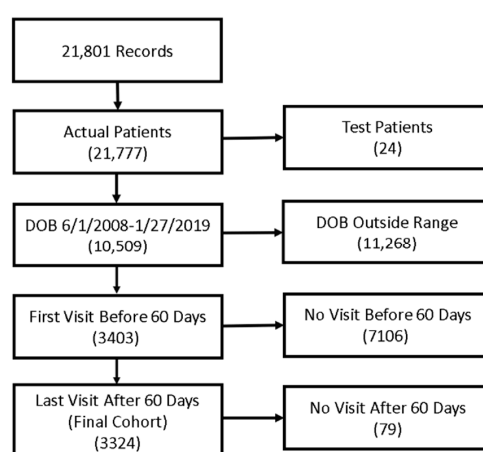 21,801 Records
Actual Patients
(21,777)
Test Patients
(24)
DOB 6/1/2008-1/27/2019
(10,509)
DOB Outside Range
(11,268)
First Visit Before 60 Days
(3403)
No Visit Before 60 Days
(7106)
Last Visit After 60 Days
(Final Cohort)
(3324)
No Visit After 60 Days
(79)